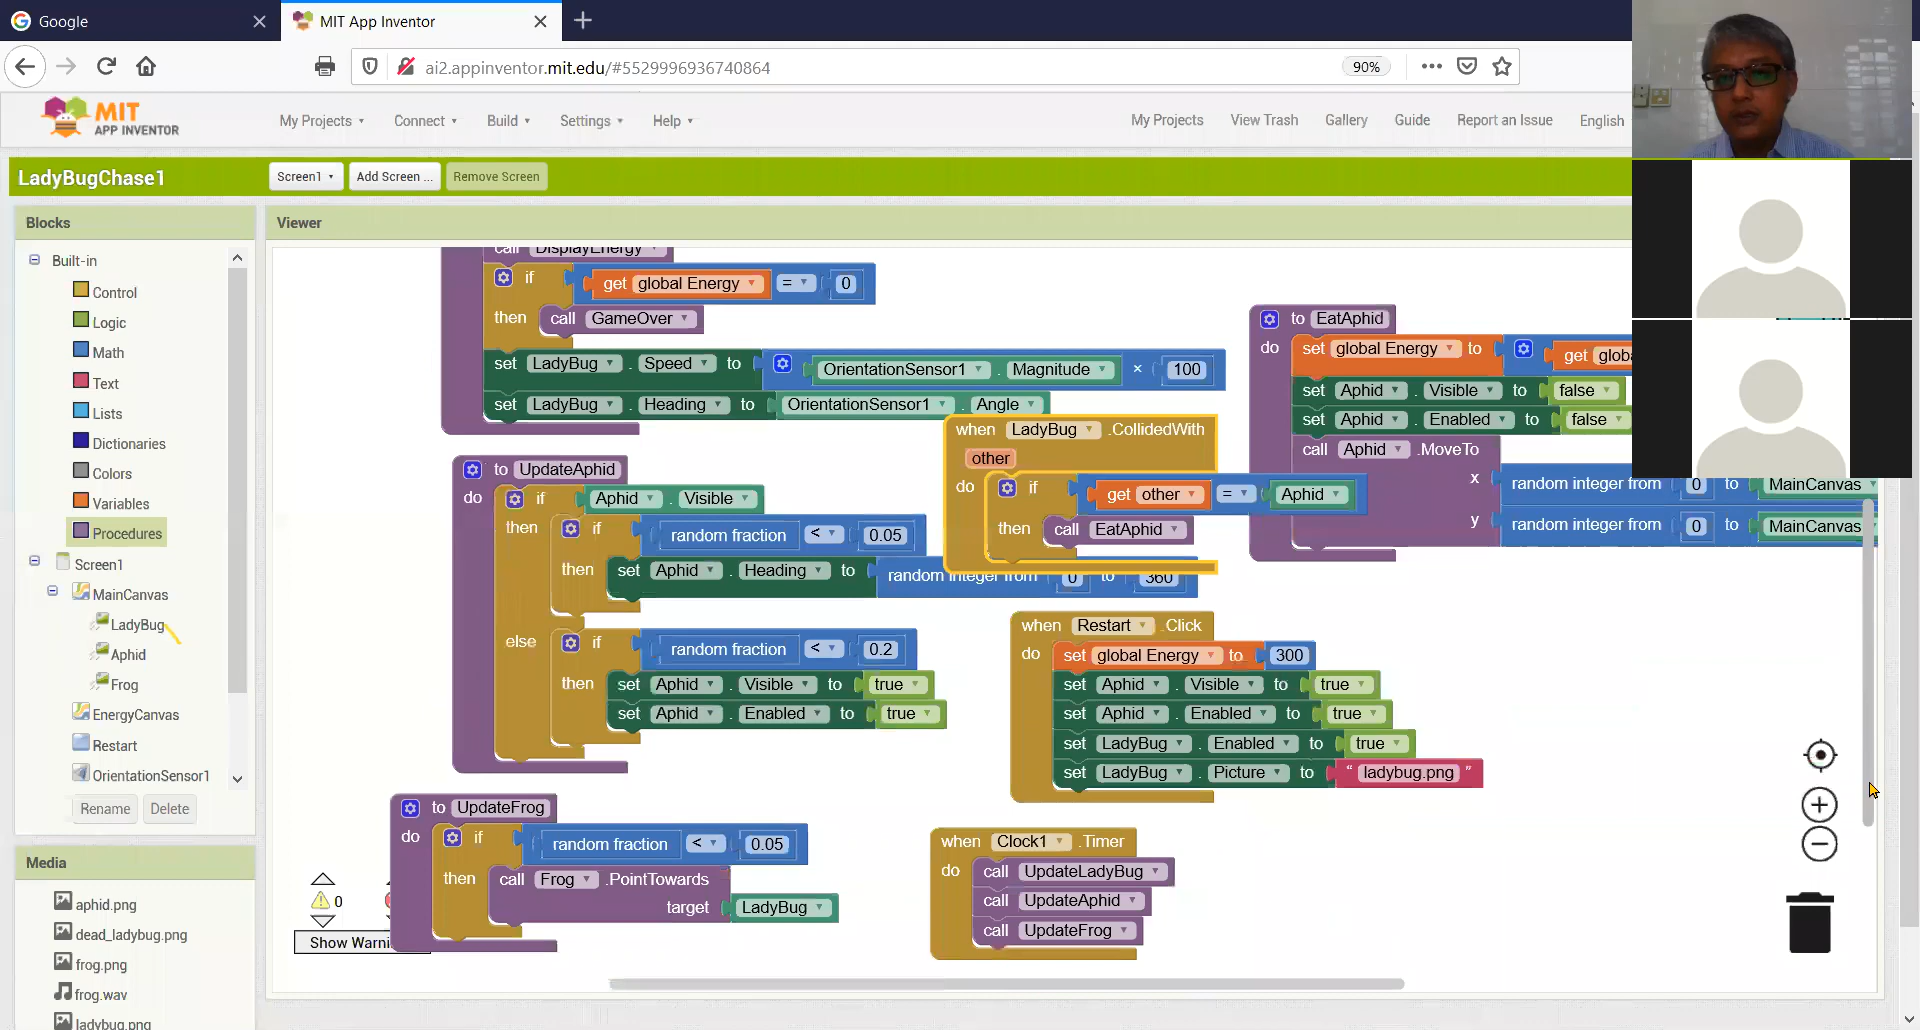 Google
MIT App Inventor
ai2.appinventor.mit.edu/#5529996936740864
90%
MIT
APP INVENTOR
My Projects
Connect
Build
Settings
Help
My Projects
View Trash
Gallery
Guide
Report an Issue
English
LadyBugChase1
Screen1
Add Screen ...
Remove Screen
Blocks
Built-in
Control
Logic
Math
Text
Lists
Dictionaries
Colors
Variables
Procedures
Screen1
MainCanvas
LadyBug
Aphid
Frog
EnergyCanvas
Restart
OrientationSensor1
Rename
Delete
Media
aphid.png
dead_ladybug.png
frog.png
frog.wav
ladybug.png
Viewer
call DisplayEnergy
if get global Energy = 0
then call GameOver
set LadyBug . Speed to OrientationSensor1 . Magnitude × 100
set LadyBug . Heading to OrientationSensor1 . Angle
to UpdateAphid
do if Aphid . Visible
then if random fraction < 0.05
then set Aphid . Heading to random integer from 0 to 360
else if random fraction < 0.2
then set Aphid . Visible to true
set Aphid . Enabled to true
to UpdateFrog
do if random fraction < 0.05
then call Frog .PointTowards
target LadyBug
0
Show Warni
when LadyBug .CollidedWith
other
do if get other = Aphid
then call EatAphid
when Restart .Click
do set global Energy to 300
set Aphid . Visible to true
set Aphid . Enabled to true
set LadyBug . Enabled to true
set LadyBug . Picture to “ ladybug.png ”
when Clock1 .Timer
do call UpdateLadyBug
call UpdateAphid
call UpdateFrog
to EatAphid
do set global Energy to get glob
set Aphid . Visible to false
set Aphid . Enabled to false
call Aphid .MoveTo
x random integer from 0 to MainCanvas
y random integer from 0 to MainCanvas